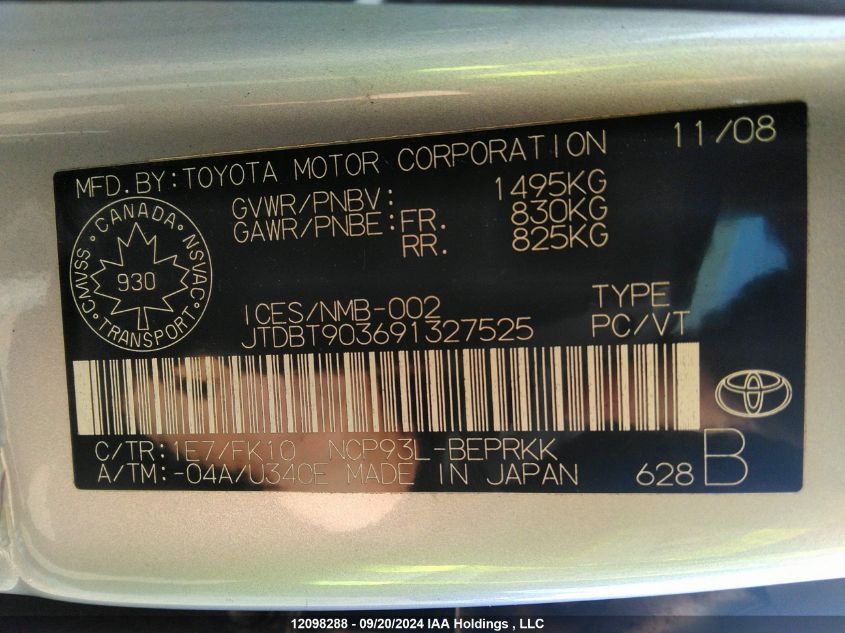 MFD.BY:TOYOTA MOTOR CORPORATION 11/08
GVWR/PNBV: 1495KG
GAWR/PNBE:FR. 830KG
RR. 825KG
CANADA
CMVSS NSVAC
930
TRANSPORT
ICES/NMB-002 TYPE
JTDBT903691327525 PC/VT
C/TR:1E7/FK10 NCP93L-BEPRKK
A/TM:-04A/U340E MADE IN JAPAN 628 B
12098288 - 09/20/2024 IAA Holdings , LLC